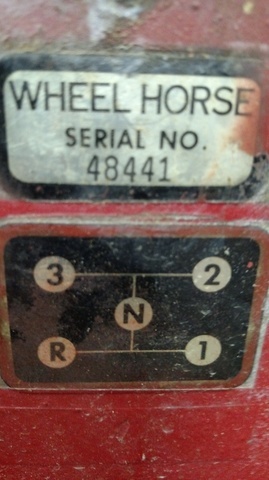 WHEEL HORSE
SERIAL NO.
48441
3 2
N
R 1